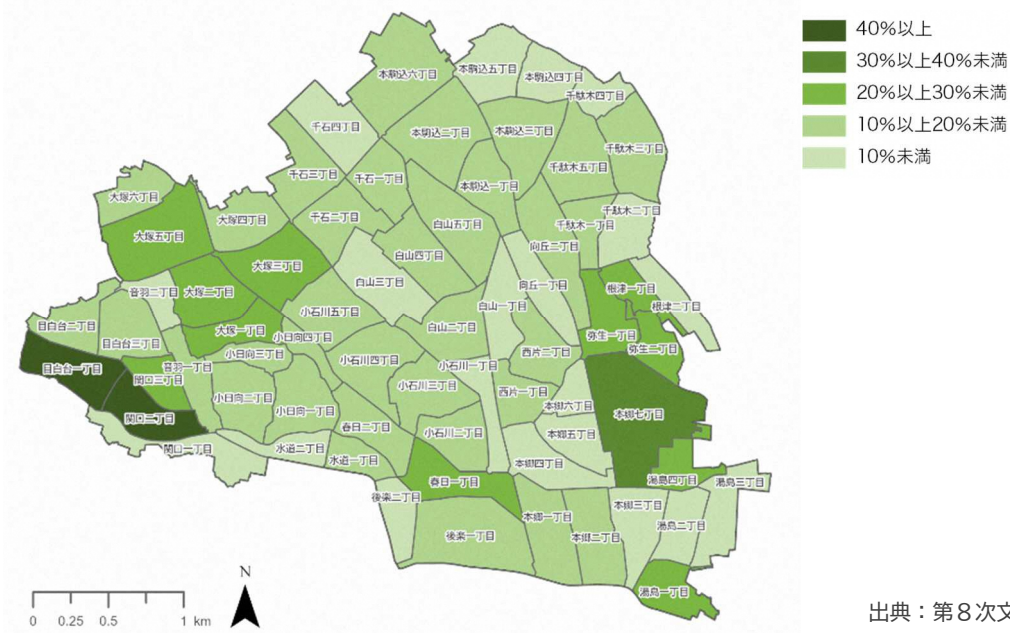 40%以上
30%以上40%未満
20%以上30%未満
10%以上20%未満
10%未満
本駒込六丁目
本駒込五丁目
本駒込四丁目
千駄木四丁目
千石四丁目
本駒込二丁目
本駒込三丁目
千駄木三丁目
千駄木五丁目
千石三丁目
千石一丁目
本駒込一丁目
大塚六丁目
大塚四丁目
千石二丁目
白山五丁目
千駄木二丁目
千駄木一丁目
大塚五丁目
向丘二丁目
白山四丁目
大塚三丁目
白山三丁目
向丘一丁目
根津一丁目
音羽二丁目
大塚二丁目
白山一丁目
根津二丁目
小石川五丁目
目白台二丁目
大塚一丁目
白山二丁目
弥生一丁目
小日向四丁目
目白台三丁目
弥生二丁目
小日向三丁目
西片二丁目
小石川四丁目
目白台一丁目
音羽一丁目
小石川一丁目
関口三丁目
小石川三丁目
西片一丁目
小日向二丁目
小日向一丁目
本郷六丁目
本郷七丁目
関口二丁目
春日二丁目
小石川二丁目
本郷五丁目
関口一丁目
水道二丁目
水道一丁目
本郷四丁目
春日一丁目
湯島四丁目
湯島三丁目
後楽二丁目
本郷三丁目
本郷一丁目
湯島二丁目
後楽一丁目
本郷二丁目
湯島一丁目
N
0 0.25 0.5 1 km
出典：第８次文